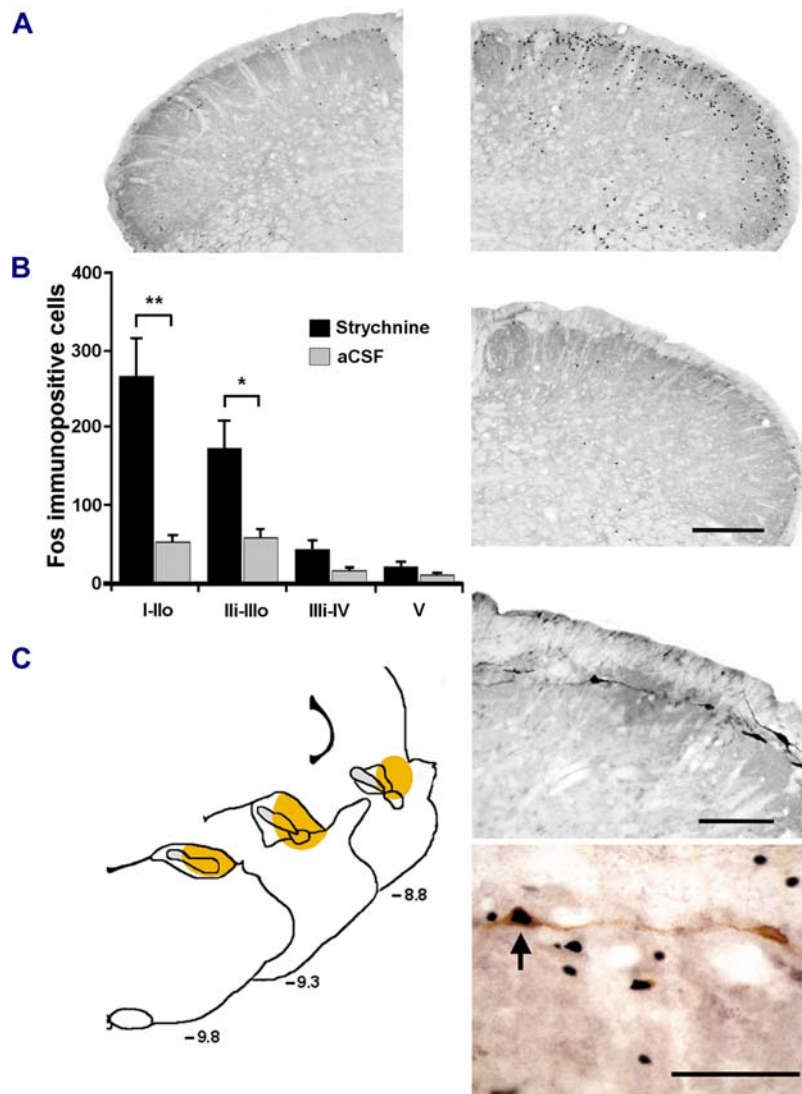 A
B
400
300
200
100
0
Fos immunopositive cells
**
*
Strychnine
aCSF
I-IIo
IIi-IIIo
IIIi-IV
V
C
-8.8
-9.3
-9.8